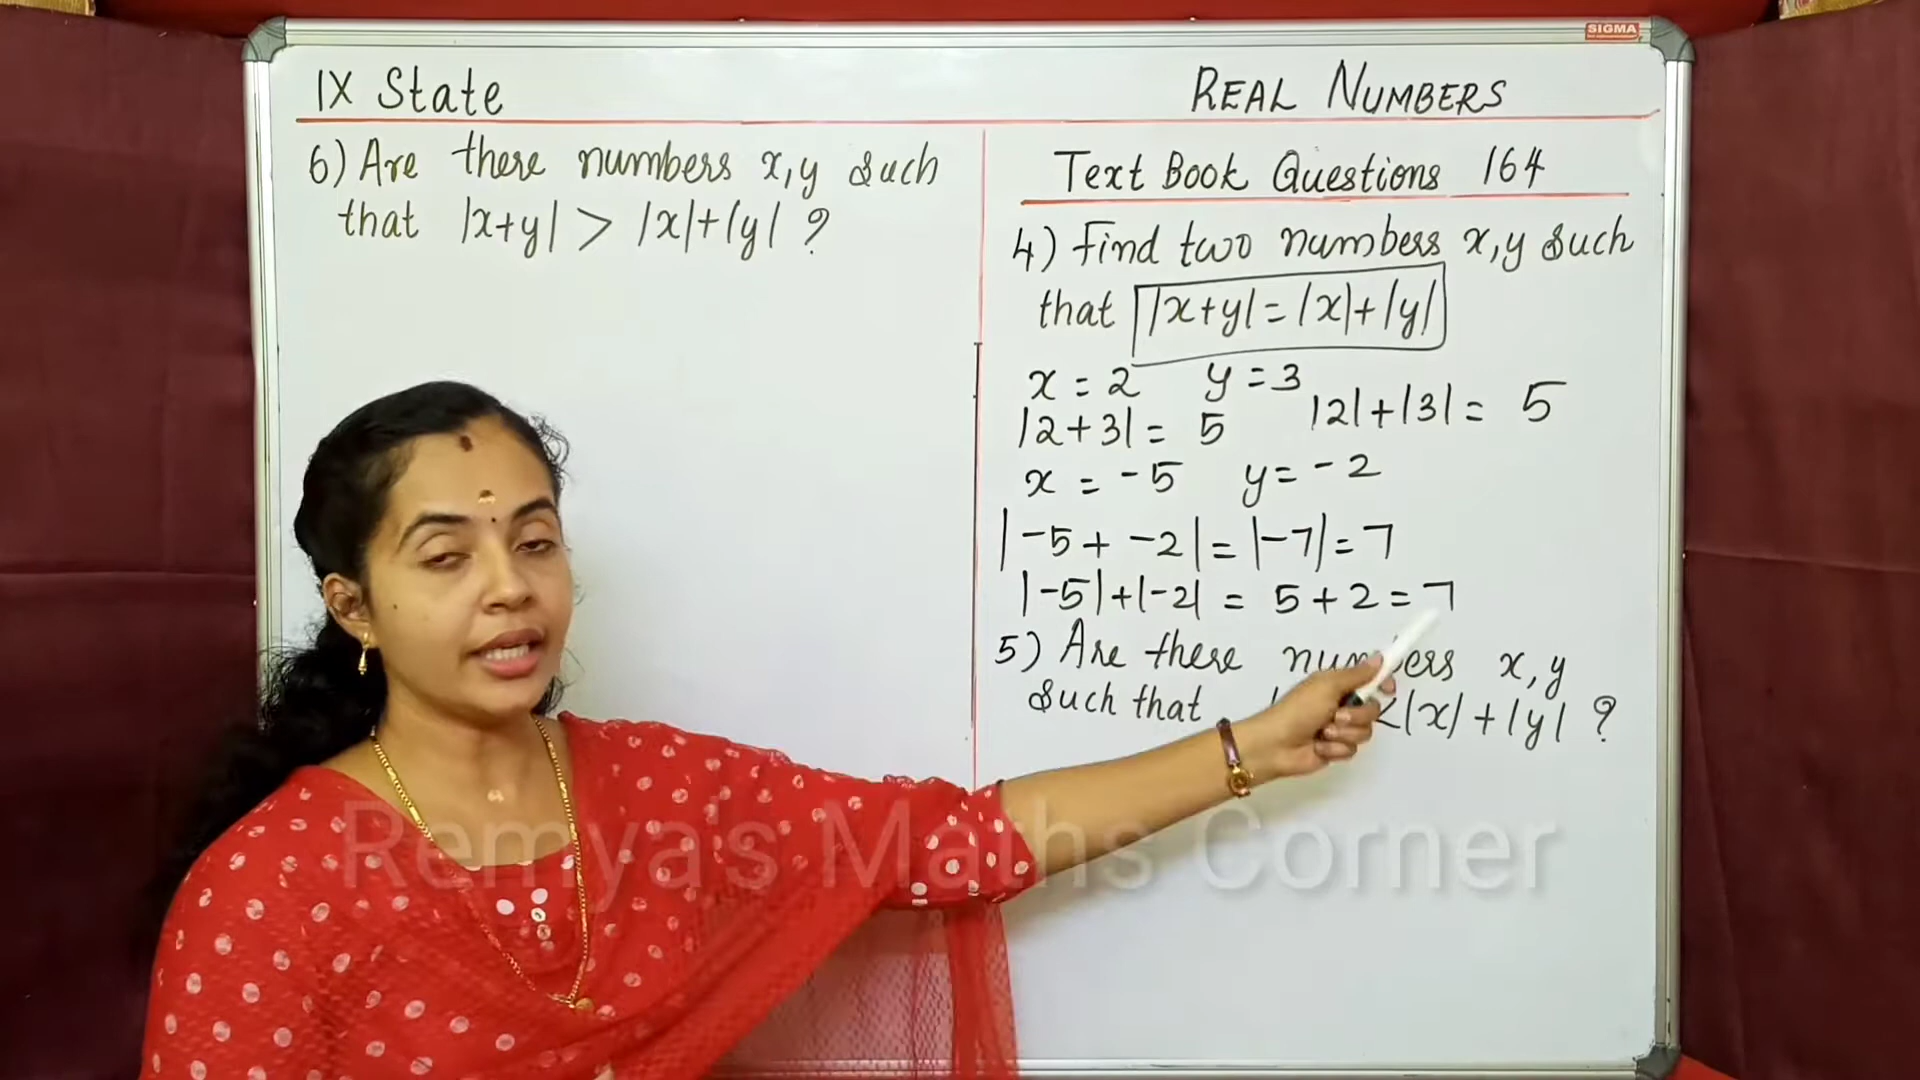 SIGMA
IX State
REAL NUMBERS
6) Are there numbers x, y such
that |x+y| > |x|+|y| ?
Text Book Questions 164
4) Find two numbers x, y such
that |x+y| = |x|+|y|
x = 2 y = 3
|2+3| = 5 |2|+|3| = 5
x = -5 y = -2
|-5 + -2| = |-7| = 7
|-5|+|-2| = 5+2 = 7
5) Are there numbers x, y
such that < |x| + |y| ?
Remya's Maths Corner